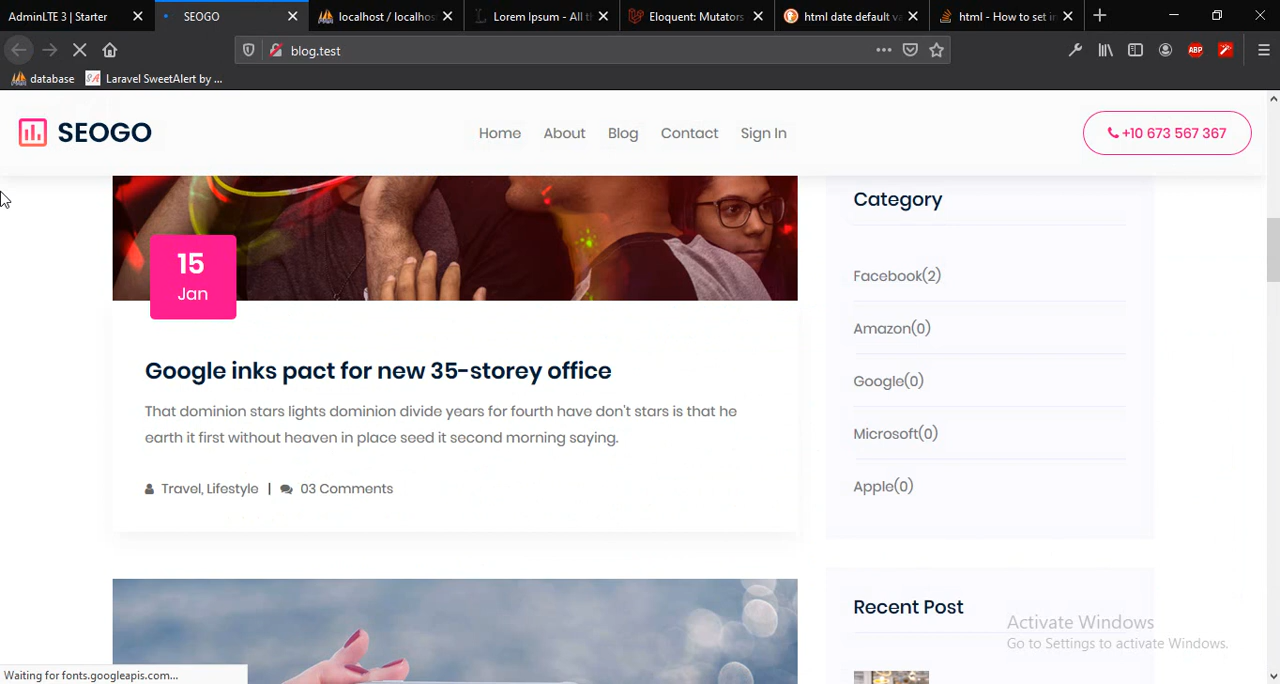 AdminLTE 3 | Starter
SEOGO
localhost / localhos
Lorem Ipsum - All t
Eloquent: Mutators
html date default va
html - How to set i
blog.test
ABP
database
SA
Laravel SweetAlert by ...
SEOGO
Home
About
Blog
Contact
Sign In
+10 673 567 367
15
Jan
Google inks pact for new 35-storey office
That dominion stars lights dominion divide years for fourth have don't stars is that he
earth it first without heaven in place seed it second morning saying.
Travel, Lifestyle | 03 Comments
Category
Facebook(2)
Amazon(0)
Google(0)
Microsoft(0)
Apple(0)
Recent Post
Activate Windows
Go to Settings to activate Windows.
Waiting for fonts.googleapis.com...